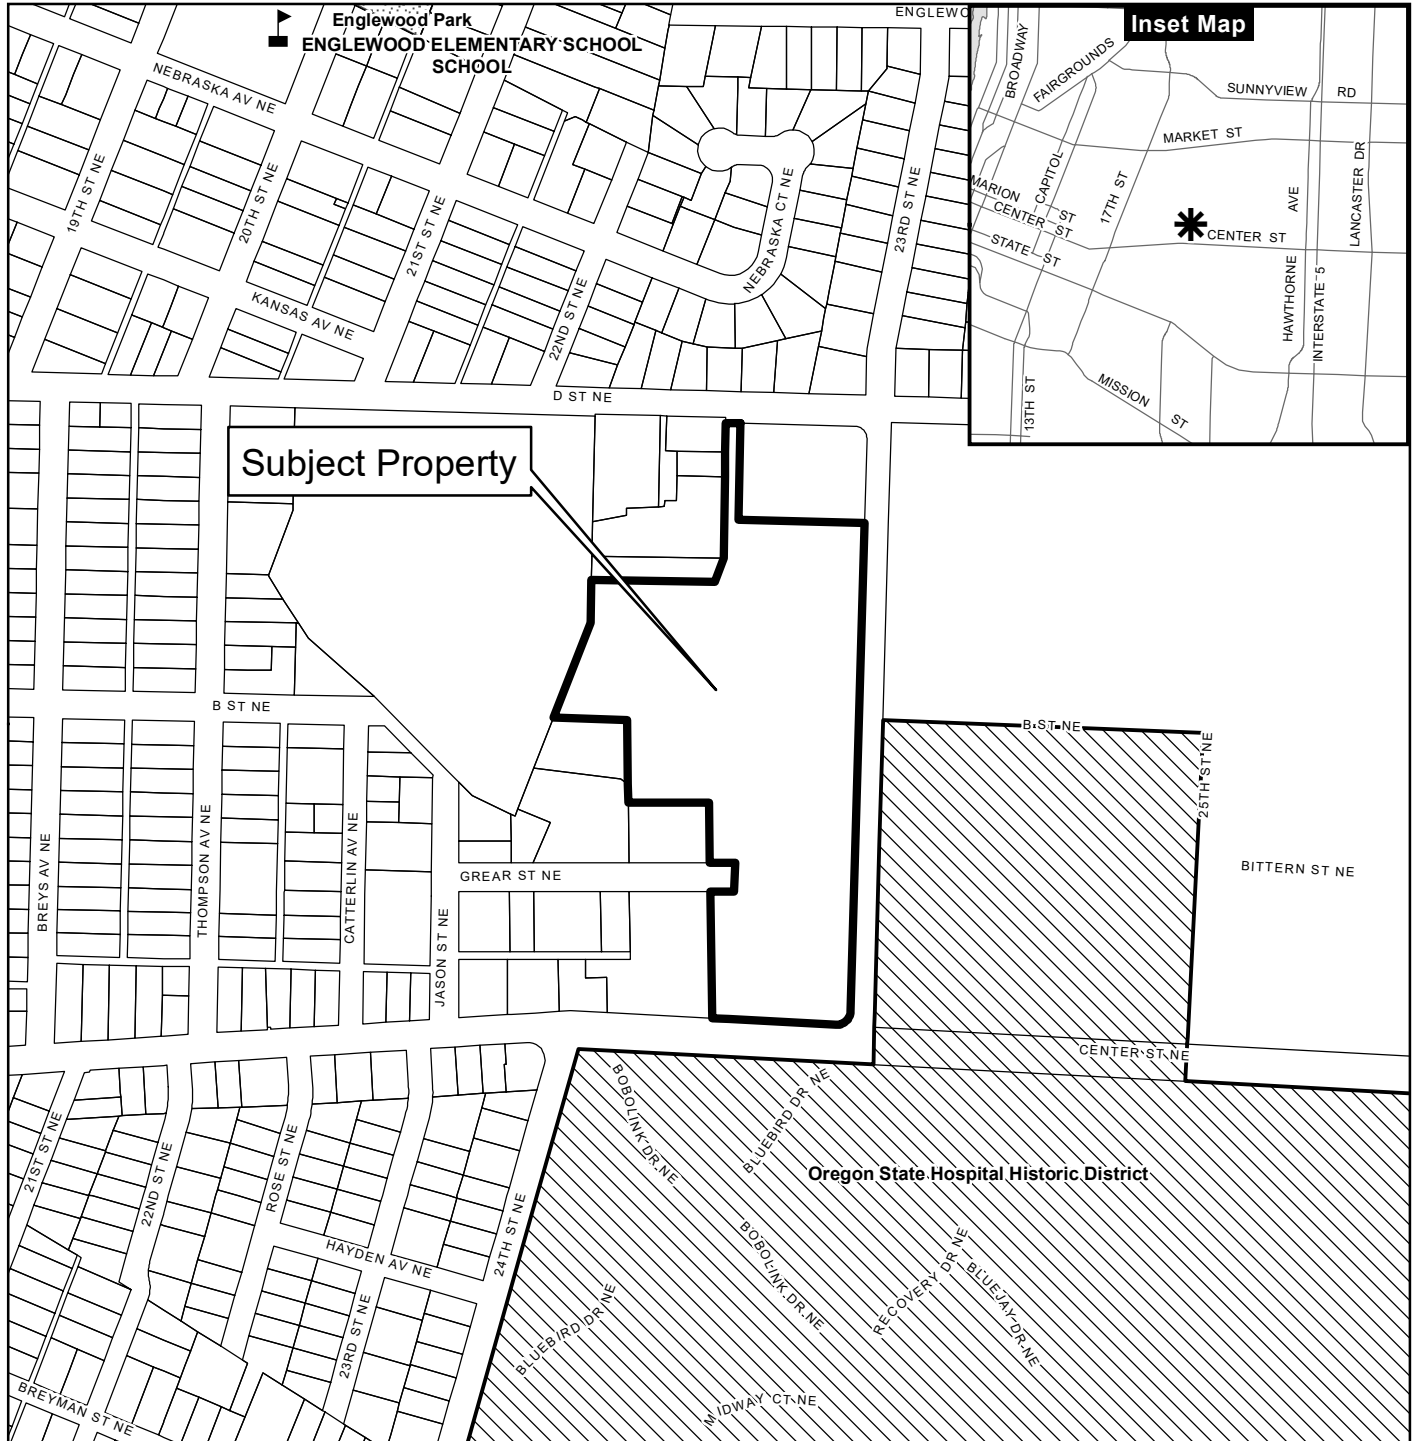 Englewood Park
ENGLEWOOD ELEMENTARY SCHOOL
SCHOOL
ENGLEWO
Inset Map
BROADWAY
FAIRGROUNDS
SUNNYVIEW RD
MARKET ST
CAPITOL
17TH ST
MARION ST
CENTER ST
STATE ST
CENTER ST
AVE
HAWTHORNE
INTERSTATE 5
LANCASTER DR
13TH ST
MISSION ST
NEBRASKA AV NE
19TH ST NE
20TH ST NE
21ST ST NE
22ND ST NE
NEBRASKA CT NE
23RD ST NE
KANSAS AV NE
D ST NE
Subject Property
B ST NE
B ST NE
25TH ST NE
BREYS AV NE
THOMPSON AV NE
CATTERLIN AV NE
JASON ST NE
GREAR ST NE
BITTERN ST NE
CENTER ST NE
21ST ST NE
22ND ST NE
ROSE ST NE
HAYDEN AV NE
23RD ST NE
24TH ST NE
BREYMAN ST NE
BOBOLINK DR NE
BLUEBIRD DR NE
Oregon State Hospital Historic District
BOBOLINK DR NE
RECOVERY DR NE
BLUEJAY DR NE
BLUEBIRD DR NE
MIDWAY CT NE